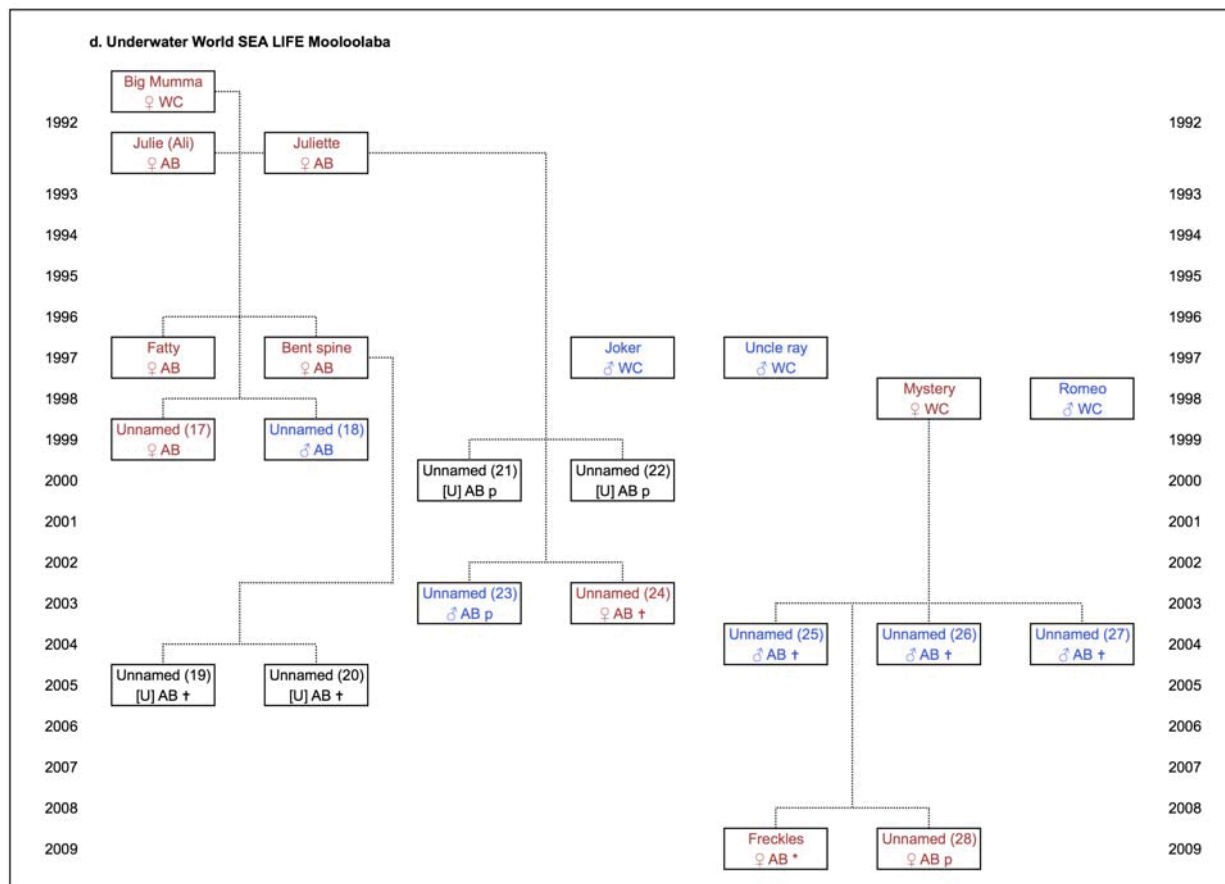 d. Underwater World SEA LIFE Mooloolaba
Big Mumma
♀ WC
1992 1992
Julie (Ali) Juliette
♀ AB ♀ AB
1993 1993
1994 1994
1995 1995
1996 1996
Fatty Bent spine Joker Uncle ray
1997 ♀ AB ♀ AB ♂ WC ♂ WC 1997
Mystery Romeo
1998 ♀ WC ♂ WC 1998
Unnamed (17) Unnamed (18)
1999 ♀ AB ♂ AB 1999
Unnamed (21) Unnamed (22)
2000 [U] AB p [U] AB p 2000
2001 2001
2002 2002
Unnamed (23) Unnamed (24)
2003 ♂ AB p ♀ AB † 2003
Unnamed (25) Unnamed (26) Unnamed (27)
2004 ♂ AB † ♂ AB † ♂ AB † 2004
Unnamed (19) Unnamed (20)
2005 [U] AB † [U] AB † 2005
2006 2006
2007 2007
2008 2008
Freckles Unnamed (28)
2009 ♀ AB * ♀ AB p 2009